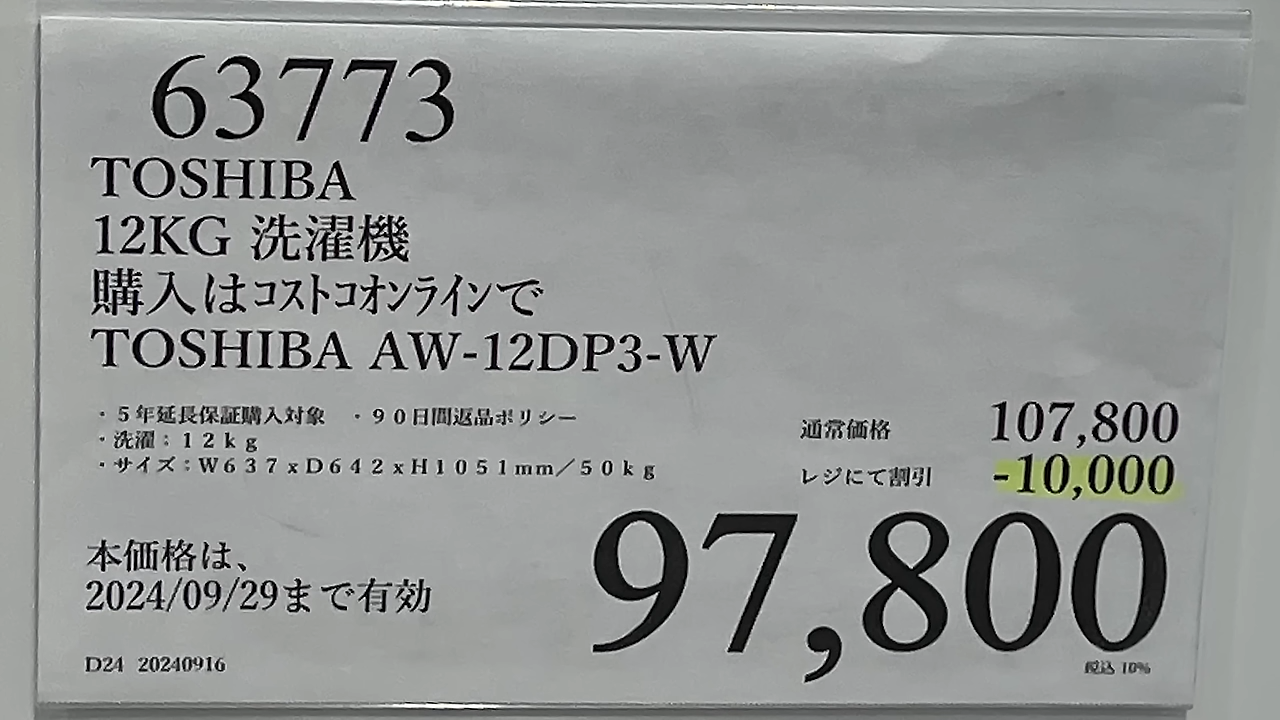 63773
TOSHIBA
12KG 洗濯機
購入はコストコオンラインで
TOSHIBA AW-12DP3-W
・５年延長保証購入対象　・９０日間返品ポリシー
・洗濯：１２ｋｇ
・サイズ：Ｗ６３７ｘＤ６４２ｘＨ１０５１ｍｍ／５０ｋｇ
通常価格 107,800
レジにて割引 -10,000
97,800
税込 10%
本価格は、
2024/09/29まで有効
D24 20240916